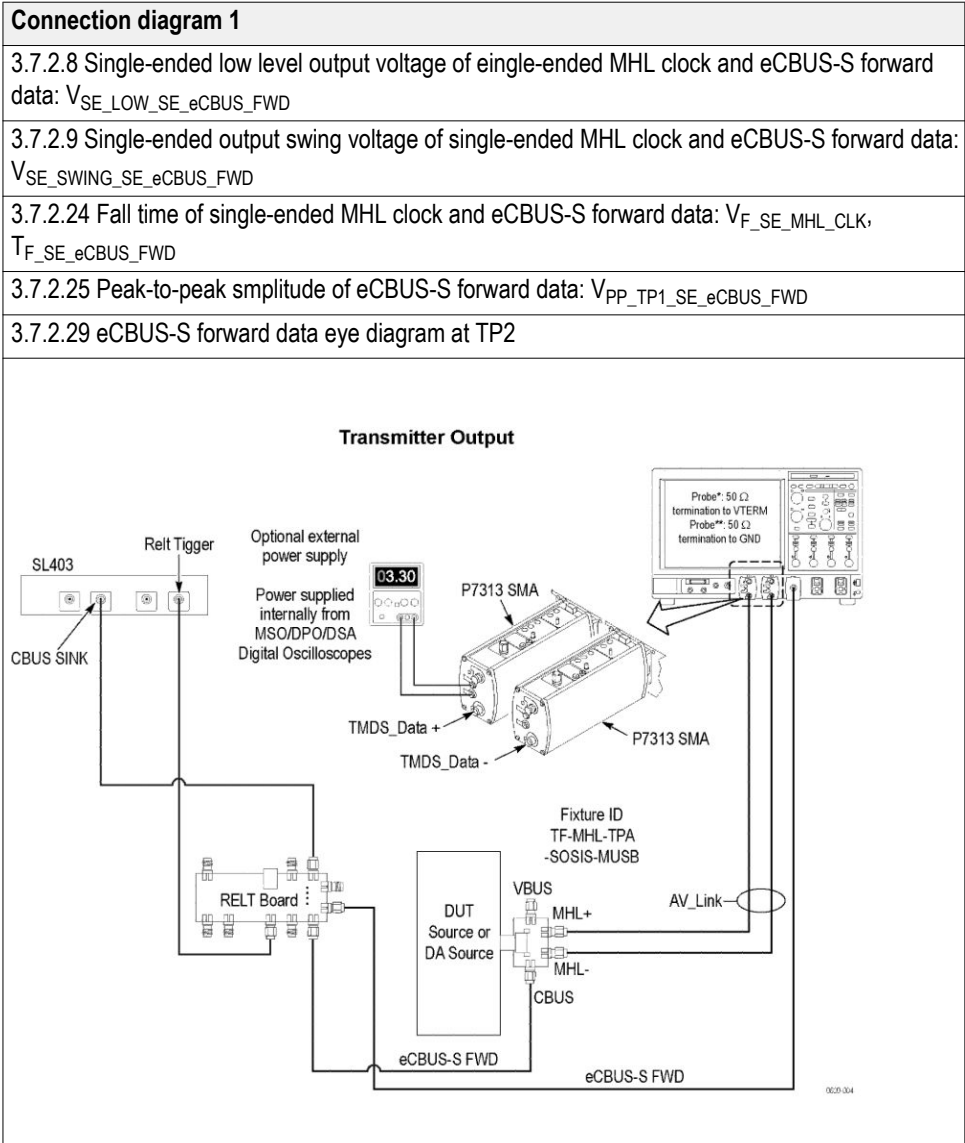 Connection diagram 1
3.7.2.8 Single-ended low level output voltage of eingle-ended MHL clock and eCBUS-S forward
data: VSE_LOW_SE_eCBUS_FWD
3.7.2.9 Single-ended output swing voltage of single-ended MHL clock and eCBUS-S forward data:
VSE_SWING_SE_eCBUS_FWD
3.7.2.24 Fall time of single-ended MHL clock and eCBUS-S forward data: VF_SE_MHL_CLK,
TF_SE_eCBUS_FWD
3.7.2.25 Peak-to-peak smplitude of eCBUS-S forward data: VPP_TP1_SE_eCBUS_FWD
3.7.2.29 eCBUS-S forward data eye diagram at TP2
Transmitter Output
Probe*: 50 Ω
termination to VTERM
Probe**: 50 Ω
termination to GND
Optional external
power supply
Relt Tigger
SL403
03.30
Power supplied
internally from
MSO/DPO/DSA
Digital Oscilloscopes
P7313 SMA
CBUS SINK
TMDS_Data +
P7313 SMA
TMDS_Data -
Fixture ID
TF-MHL-TPA
-SOSIS-MUSB
VBUS
AV_Link
RELT Board
DUT
Source or
DA Source
MHL+
MHL-
CBUS
eCBUS-S FWD
eCBUS-S FWD